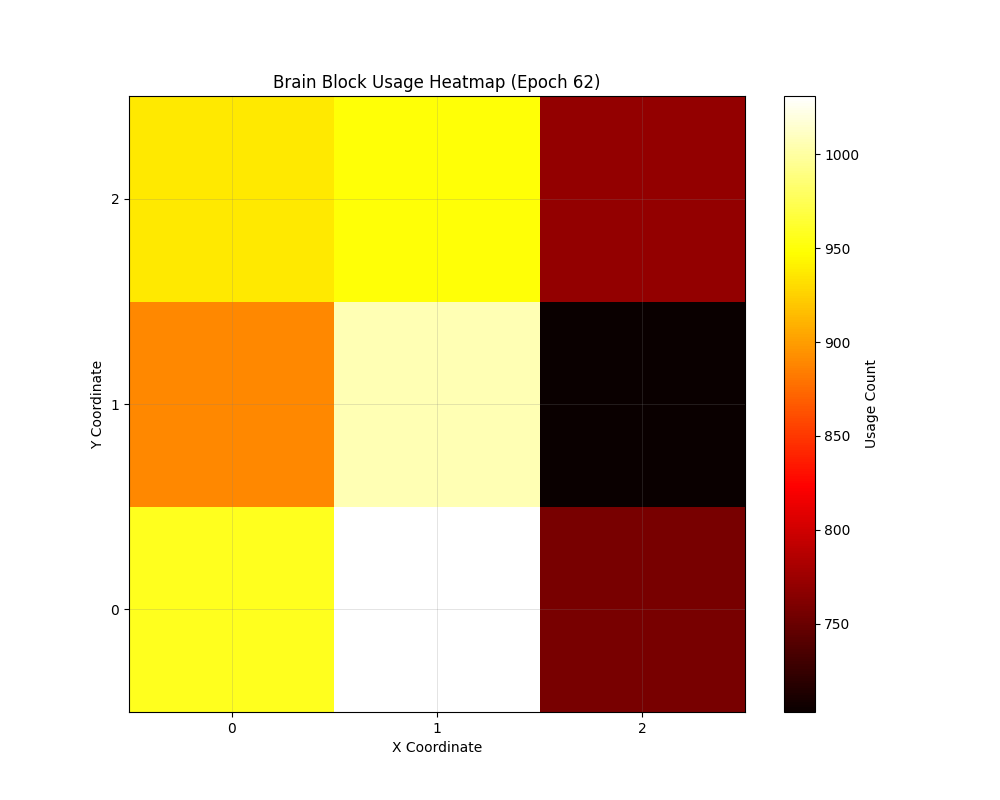 Brain Block Usage Heatmap (Epoch 62)
2
1
0
Y Coordinate
0 1 2
X Coordinate
1000
950
900
850
800
750
Usage Count